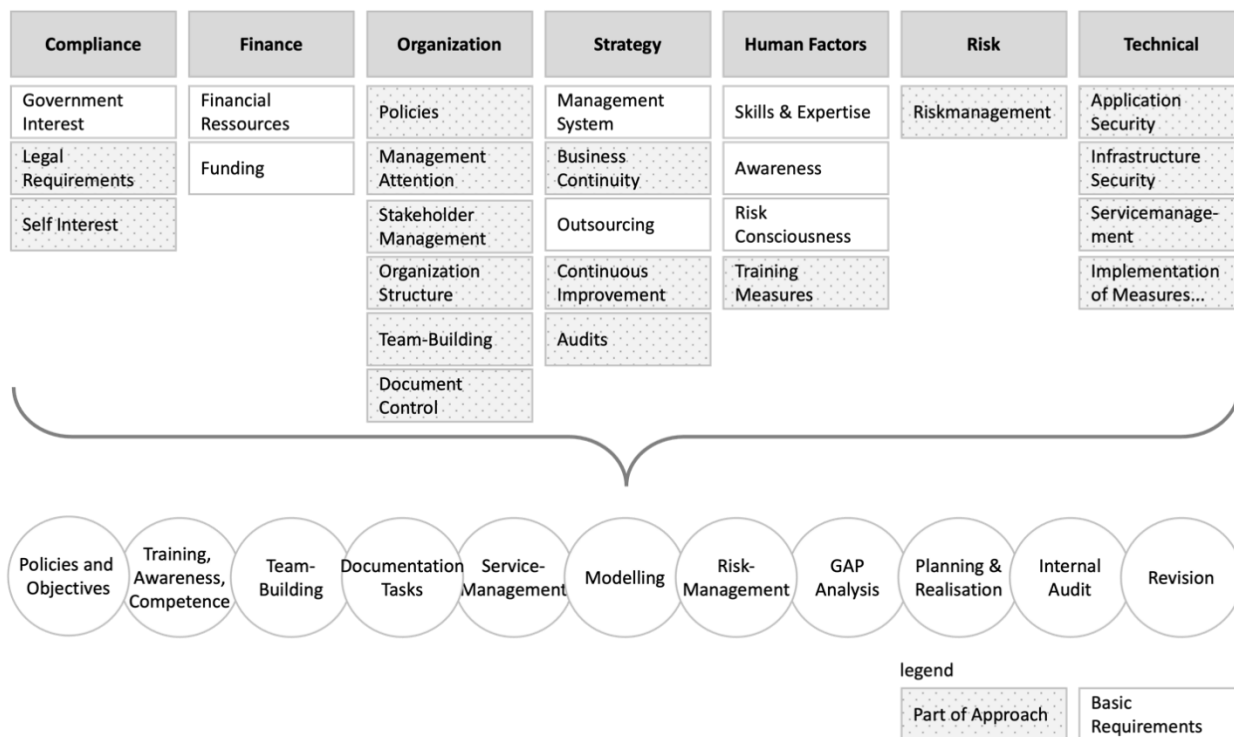 Compliance
Finance
Organization
Strategy
Human Factors
Risk
Technical
Government
Interest
Legal
Requirements
Self Interest
Financial
Ressources
Funding
Policies
Management
Attention
Stakeholder
Management
Organization
Structure
Team-Building
Document
Control
Management
System
Business
Continuity
Outsourcing
Continuous
Improvement
Audits
Skills & Expertise
Awareness
Risk
Consciousness
Training
Measures
Riskmanagement
Application
Security
Infrastructure
Security
Servicemanage-
ment
Implementation
of Measures...
Policies and
Objectives
Training,
Awareness,
Competence
Team-
Building
Documentation
Tasks
Service-
Management
Modelling
Risk-
Management
GAP
Analysis
Planning &
Realisation
Internal
Audit
Revision
legend
Part of Approach
Basic
Requirements